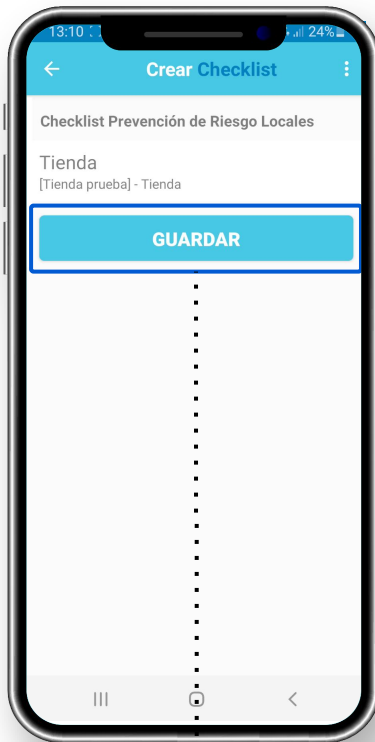 13:10
24%
Crear Checklist
Checklist Prevención de Riesgo Locales
Tienda
[Tienda prueba] - Tienda
GUARDAR